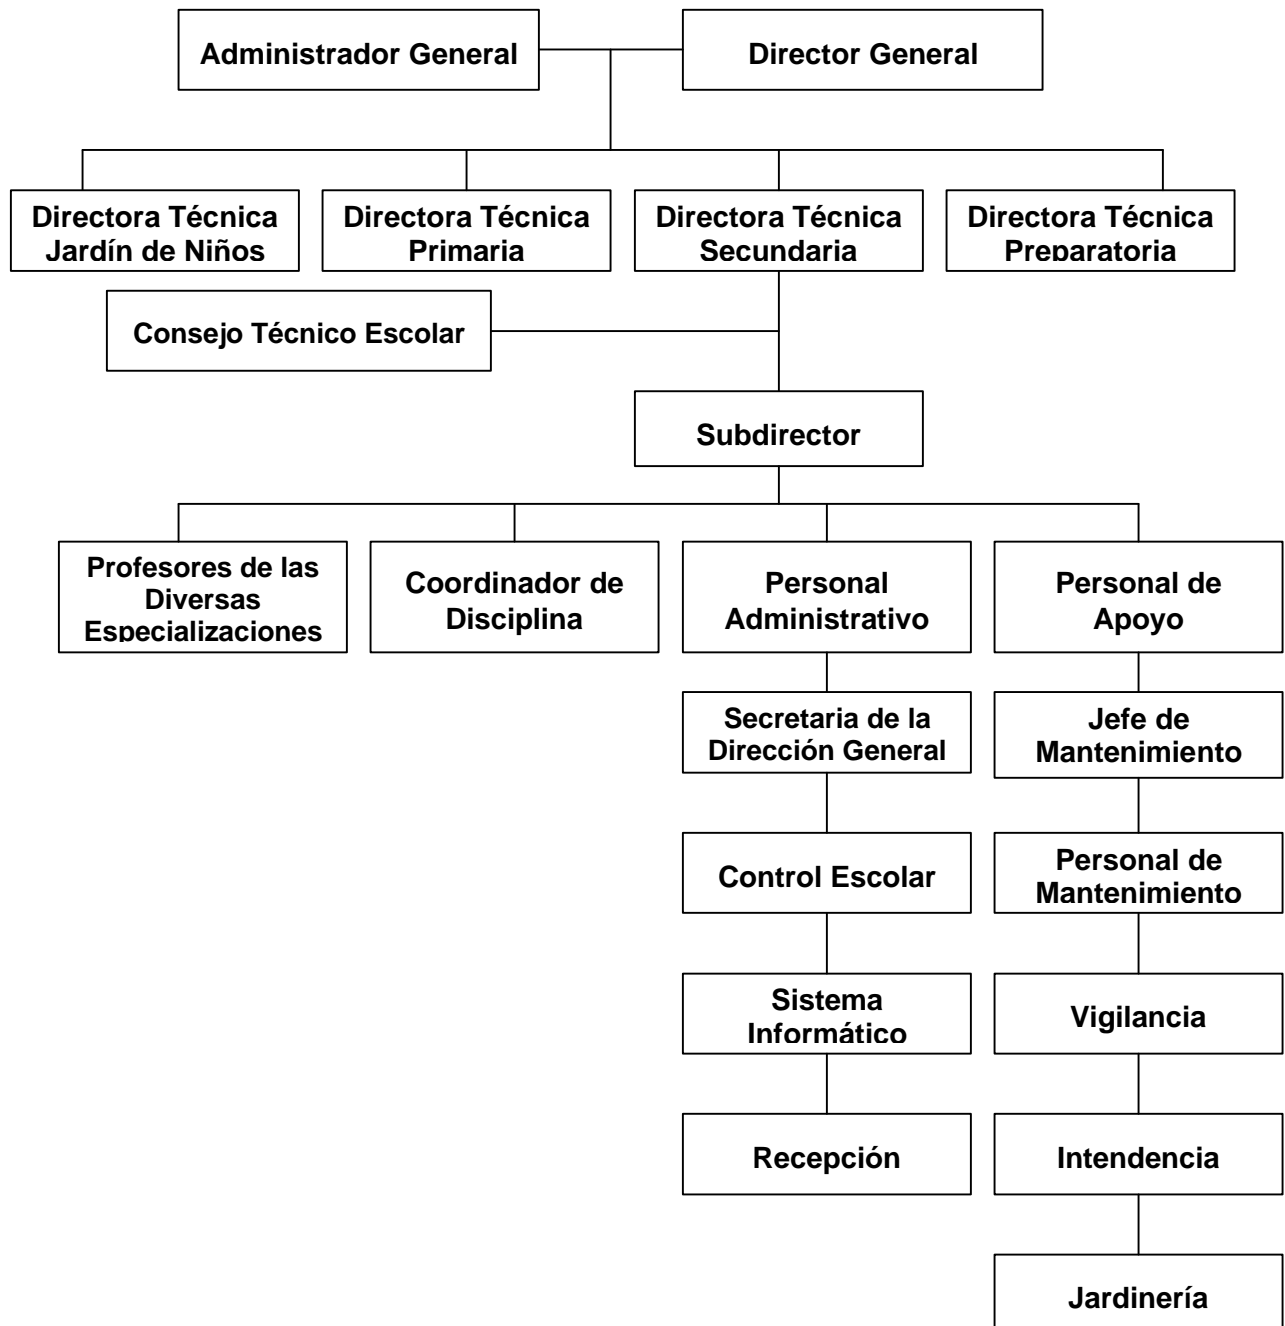 Administrador General
Director General
Directora Técnica
Jardín de Niños
Directora Técnica
Primaria
Directora Técnica
Secundaria
Directora Técnica
Preparatoria
Consejo Técnico Escolar
Subdirector
Profesores de las
Diversas
Especializaciones
Coordinador de
Disciplina
Personal
Administrativo
Personal de
Apoyo
Secretaria de la
Dirección General
Jefe de
Mantenimiento
Control Escolar
Personal de
Mantenimiento
Sistema
Informático
Vigilancia
Recepción
Intendencia
Jardinería